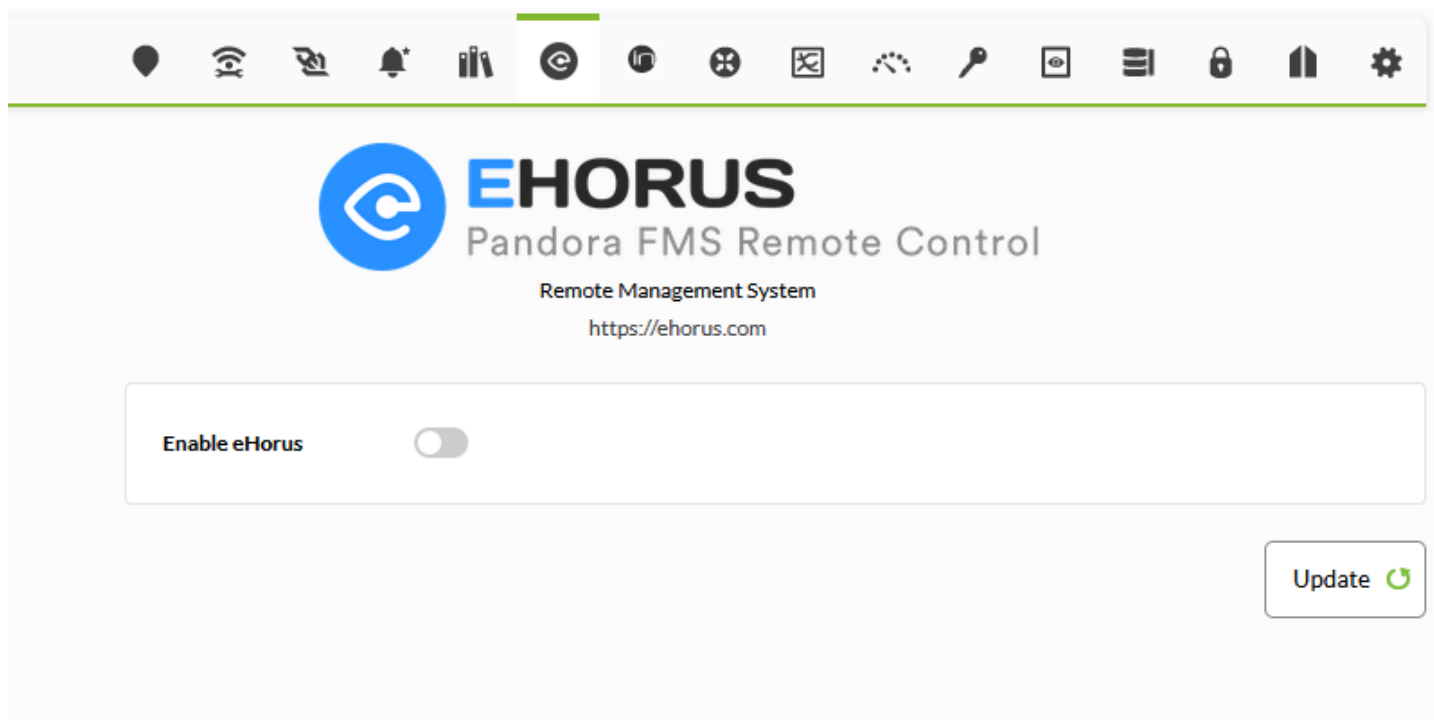 EHORUS
Pandora FMS Remote Control
Remote Management System
https://ehorus.com
Enable eHorus
Update